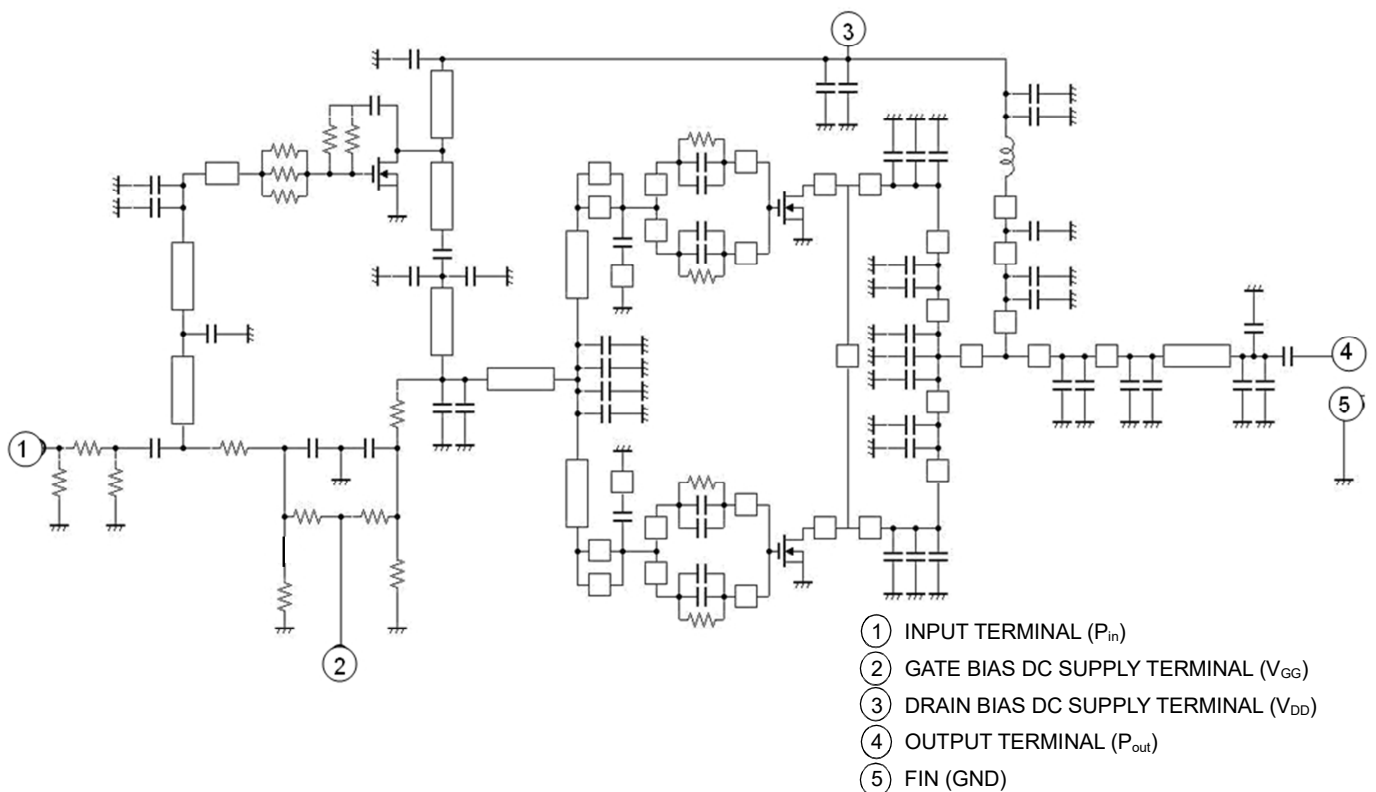 3
1
4
5
2
1 INPUT TERMINAL (Pin)
2 GATE BIAS DC SUPPLY TERMINAL (VGG)
3 DRAIN BIAS DC SUPPLY TERMINAL (VDD)
4 OUTPUT TERMINAL (Pout)
5 FIN (GND)